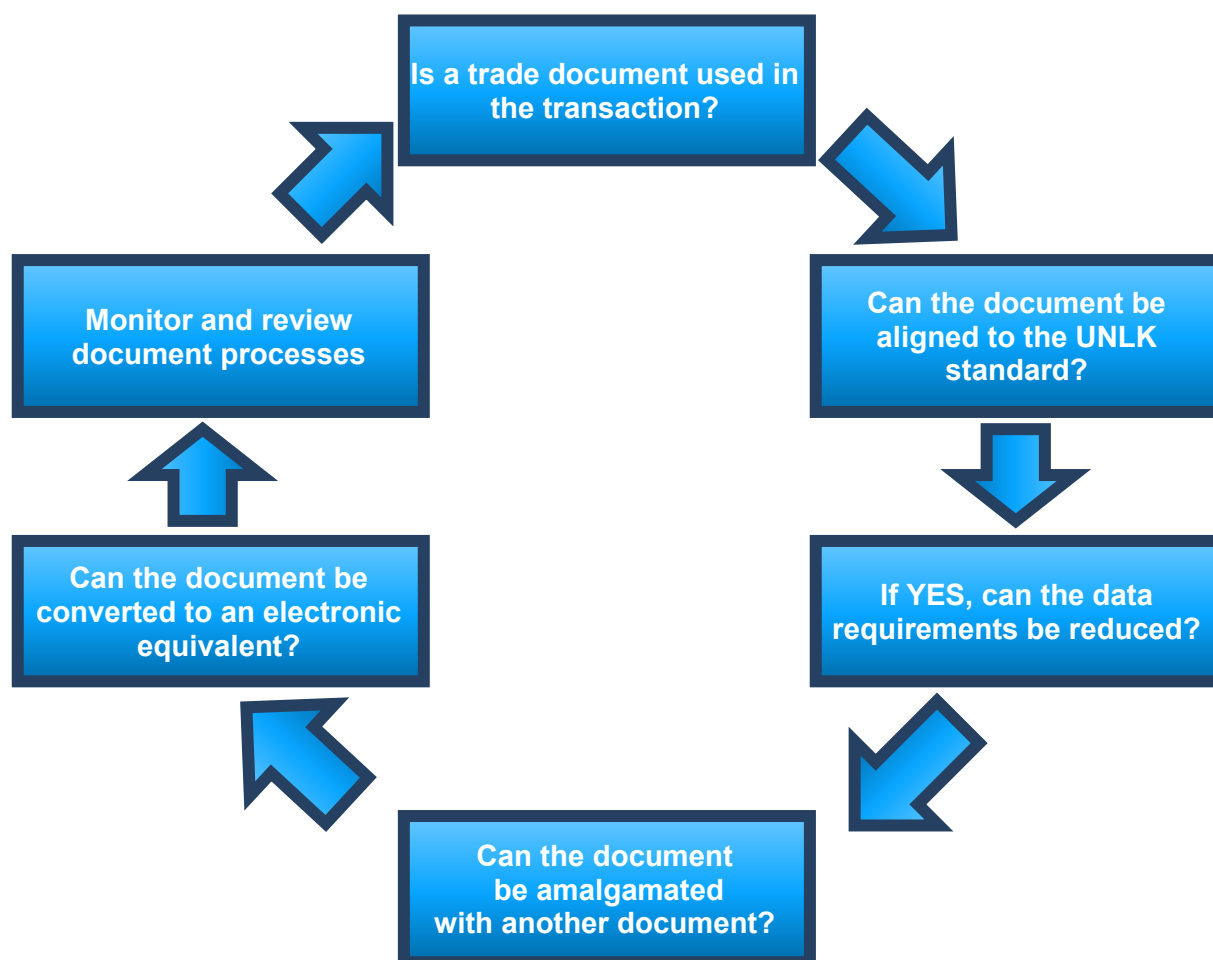 Is a trade document used in
the transaction?
Can the document be
aligned to the UNLK
standard?
If YES, can the data
requirements be reduced?
Can the document
be amalgamated
with another document?
Can the document be
converted to an electronic
equivalent?
Monitor and review
document processes